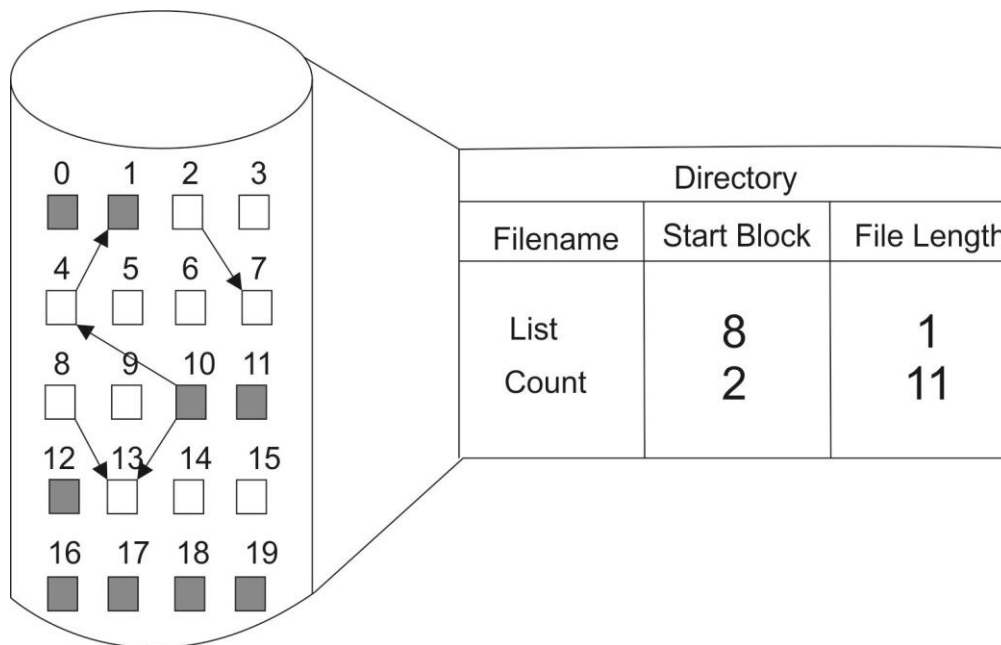 0 1 2 3
4 5 6 7
8 9 10 11
12 13 14 15
16 17 18 19
Directory
Filename Start Block File Length
List 8 1
Count 2 11